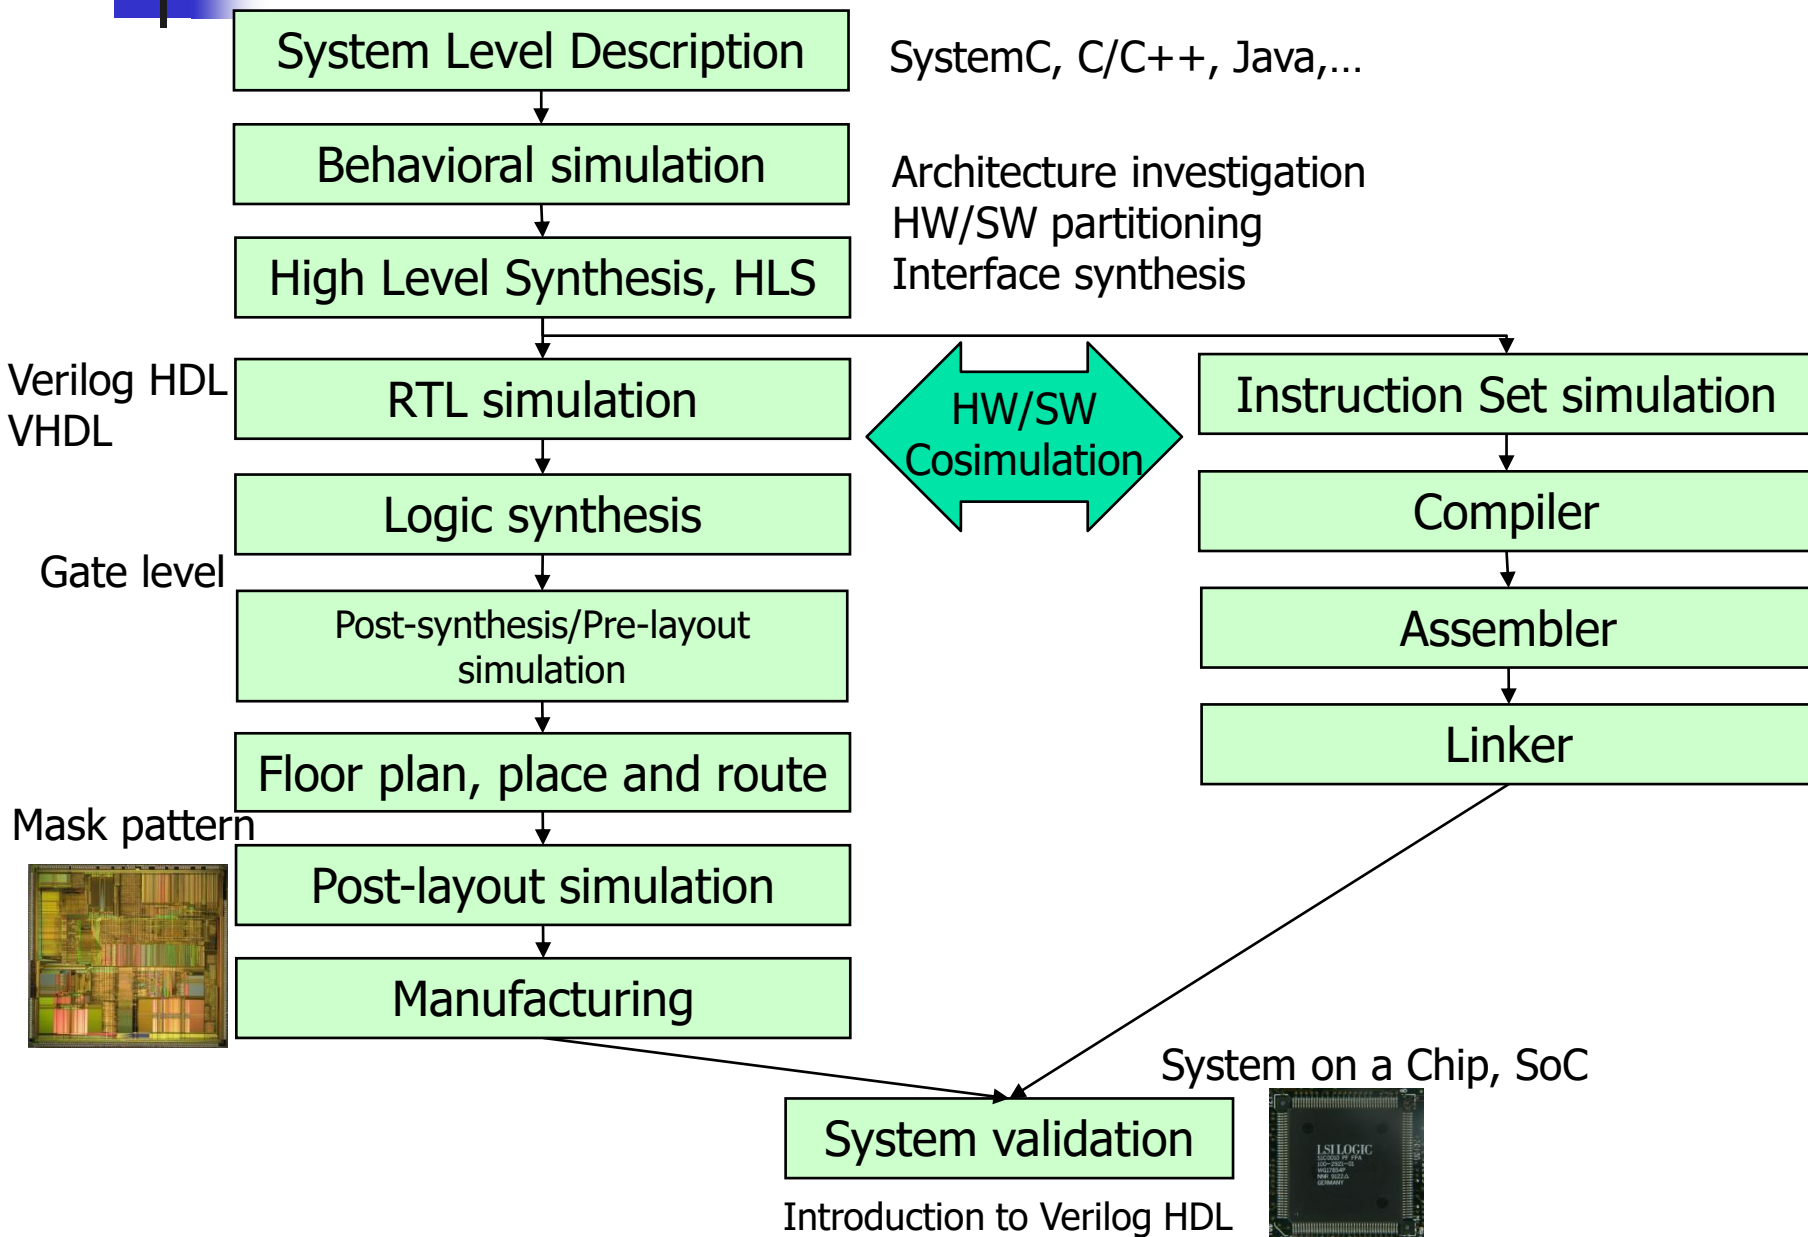 System Level Description
SystemC, C/C++, Java,...
Behavioral simulation
Architecture investigation
HW/SW partitioning
Interface synthesis
High Level Synthesis, HLS
Verilog HDL
VHDL
RTL simulation
HW/SW
Cosimulation
Instruction Set simulation
Logic synthesis
Compiler
Gate level
Post-synthesis/Pre-layout
simulation
Assembler
Floor plan, place and route
Linker
Mask pattern
Post-layout simulation
Manufacturing
System on a Chip, SoC
System validation
LSI LOGIC
GERMANY
Introduction to Verilog HDL